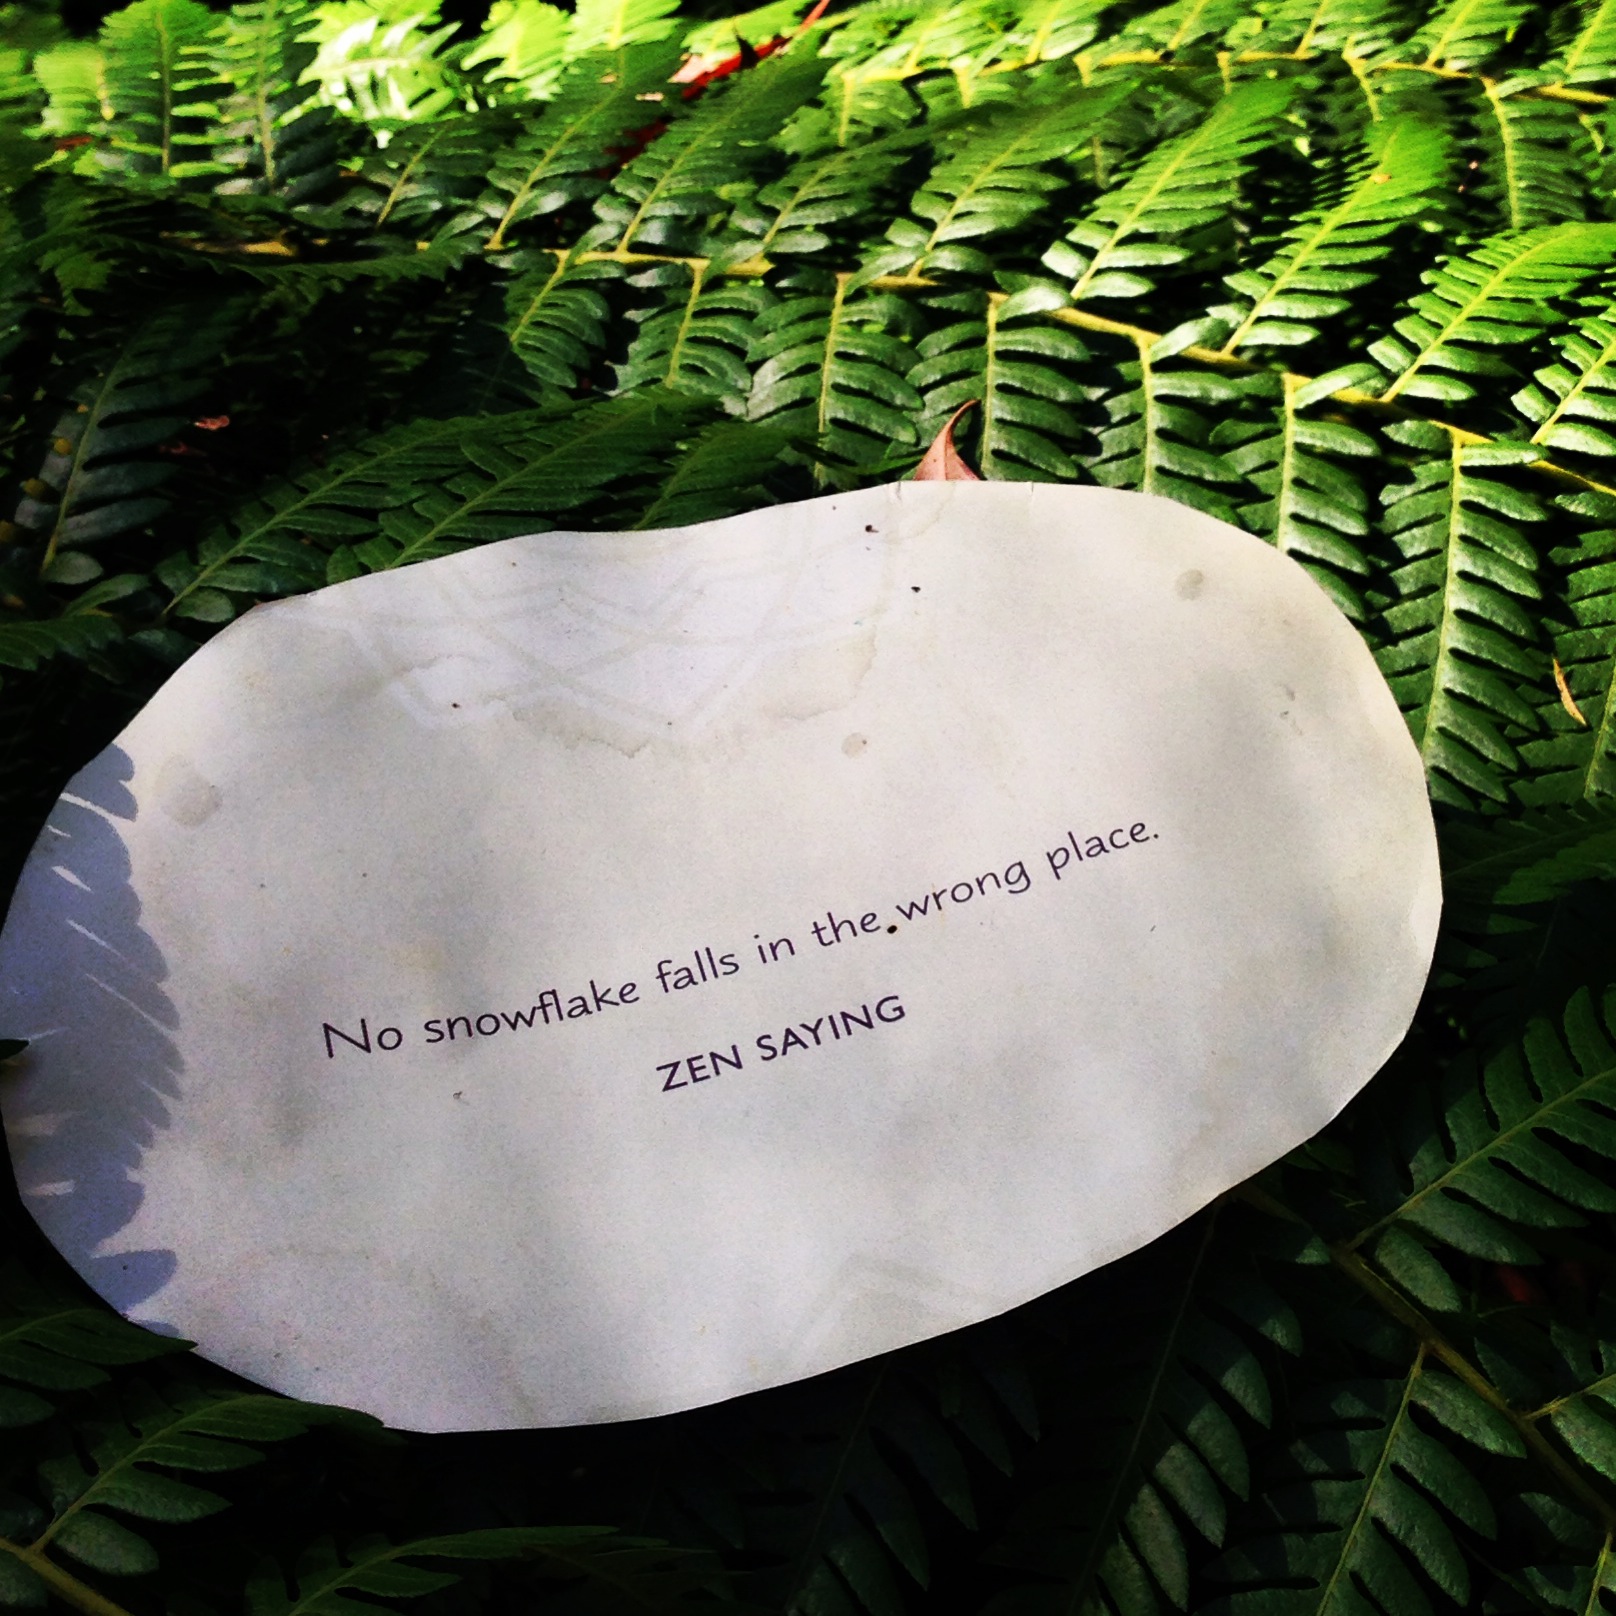 No snowflake falls in the wrong place.
ZEN SAYING